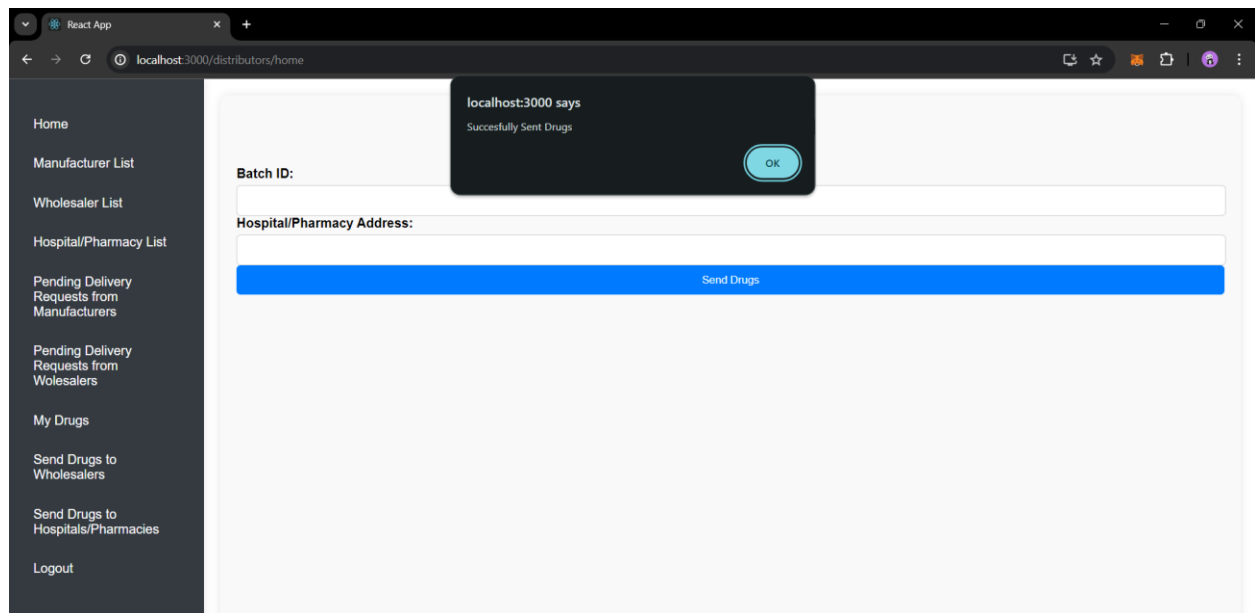 React App
localhost:3000/distributors/home
localhost:3000 says
Succesfully Sent Drugs
OK
Home
Manufacturer List
Wholesaler List
Hospital/Pharmacy List
Pending Delivery
Requests from
Manufacturers
Pending Delivery
Requests from
Wolesalers
My Drugs
Send Drugs to
Wholesalers
Send Drugs to
Hospitals/Pharmacies
Logout
Batch ID:
Hospital/Pharmacy Address:
Send Drugs